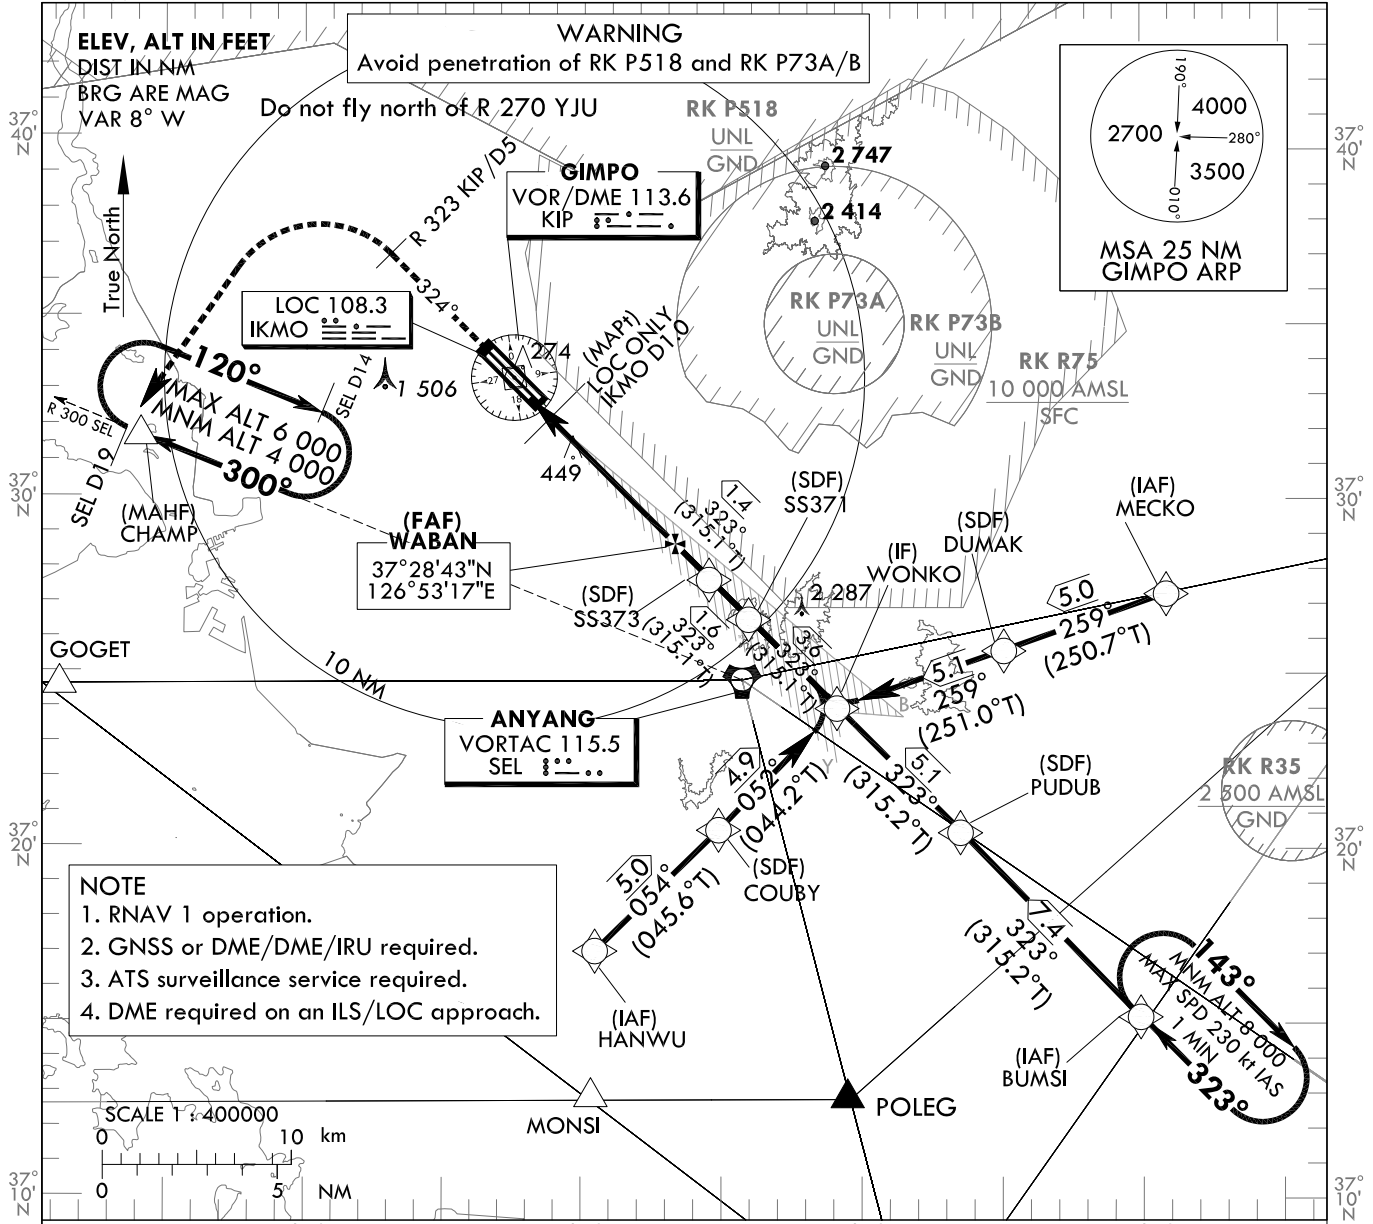 ELEV, ALT IN FEET
DIST IN NM
BRG ARE MAG
VAR 8° W
WARNING
Avoid penetration of RK P518 and RK P73A/B
Do not fly north of R 270 YJU
190°
4000
2700
280°
3500
010°
MSA 25 NM
GIMPO ARP
37°
40'
N
37°
40'
N
RK P518
UNL
GND
2 747
2 414
True North
R 323 KIP/D5
GIMPO
VOR/DME 113.6
KIP
324°
LOC 108.3
IKMO
RK P73A
UNL
GND
RK P73B
UNL
GND
RK R75
10 000 AMSL
SFC
0
9
18
27
274
(MAPt)
LOC ONLY
IKMO D1.0
1 506
120°
MAX ALT 6 000
MNM ALT 4 000
300°
SEL D14
R 300 SEL
SEL D19
(MAHF)
CHAMP
449
37°
30'
N
37°
30'
N
(FAF)
WABAN
37°28'43"N
126°53'17"E
1.4
323°
(315.1°T)
(SDF)
SS371
(IF)
WONKO
(SDF)
DUMAK
(IAF)
MECKO
(SDF)
SS373
1.6
323°
(315.1°T)
2 287
3.6
323°
(315.1°T)
5.0
259°
(250.7°T)
5.1
259°
(251.0°T)
GOGET
10 NM
ANYANG
VORTAC 115.5
SEL
B
Y
4.9
052°
(044.2°T)
5.1
323°
(315.2°T)
(SDF)
PUDUB
RK R35
2 500 AMSL
GND
37°
20'
N
37°
20'
N
(SDF)
COUBY
5.0
054°
(045.6°T)
(IAF)
HANWU
7.4
323°
(315.2°T)
143°
MNM ALT 8 000
MAX SPD 230 kt IAS
1 MIN
323°
(IAF)
BUMSI
NOTE
1. RNAV 1 operation.
2. GNSS or DME/DME/IRU required.
3. ATS surveillance service required.
4. DME required on an ILS/LOC approach.
MONSI
POLEG
SCALE 1 : 400000
0 10 km
0 5 NM
37°
10'
N
37°
10'
N